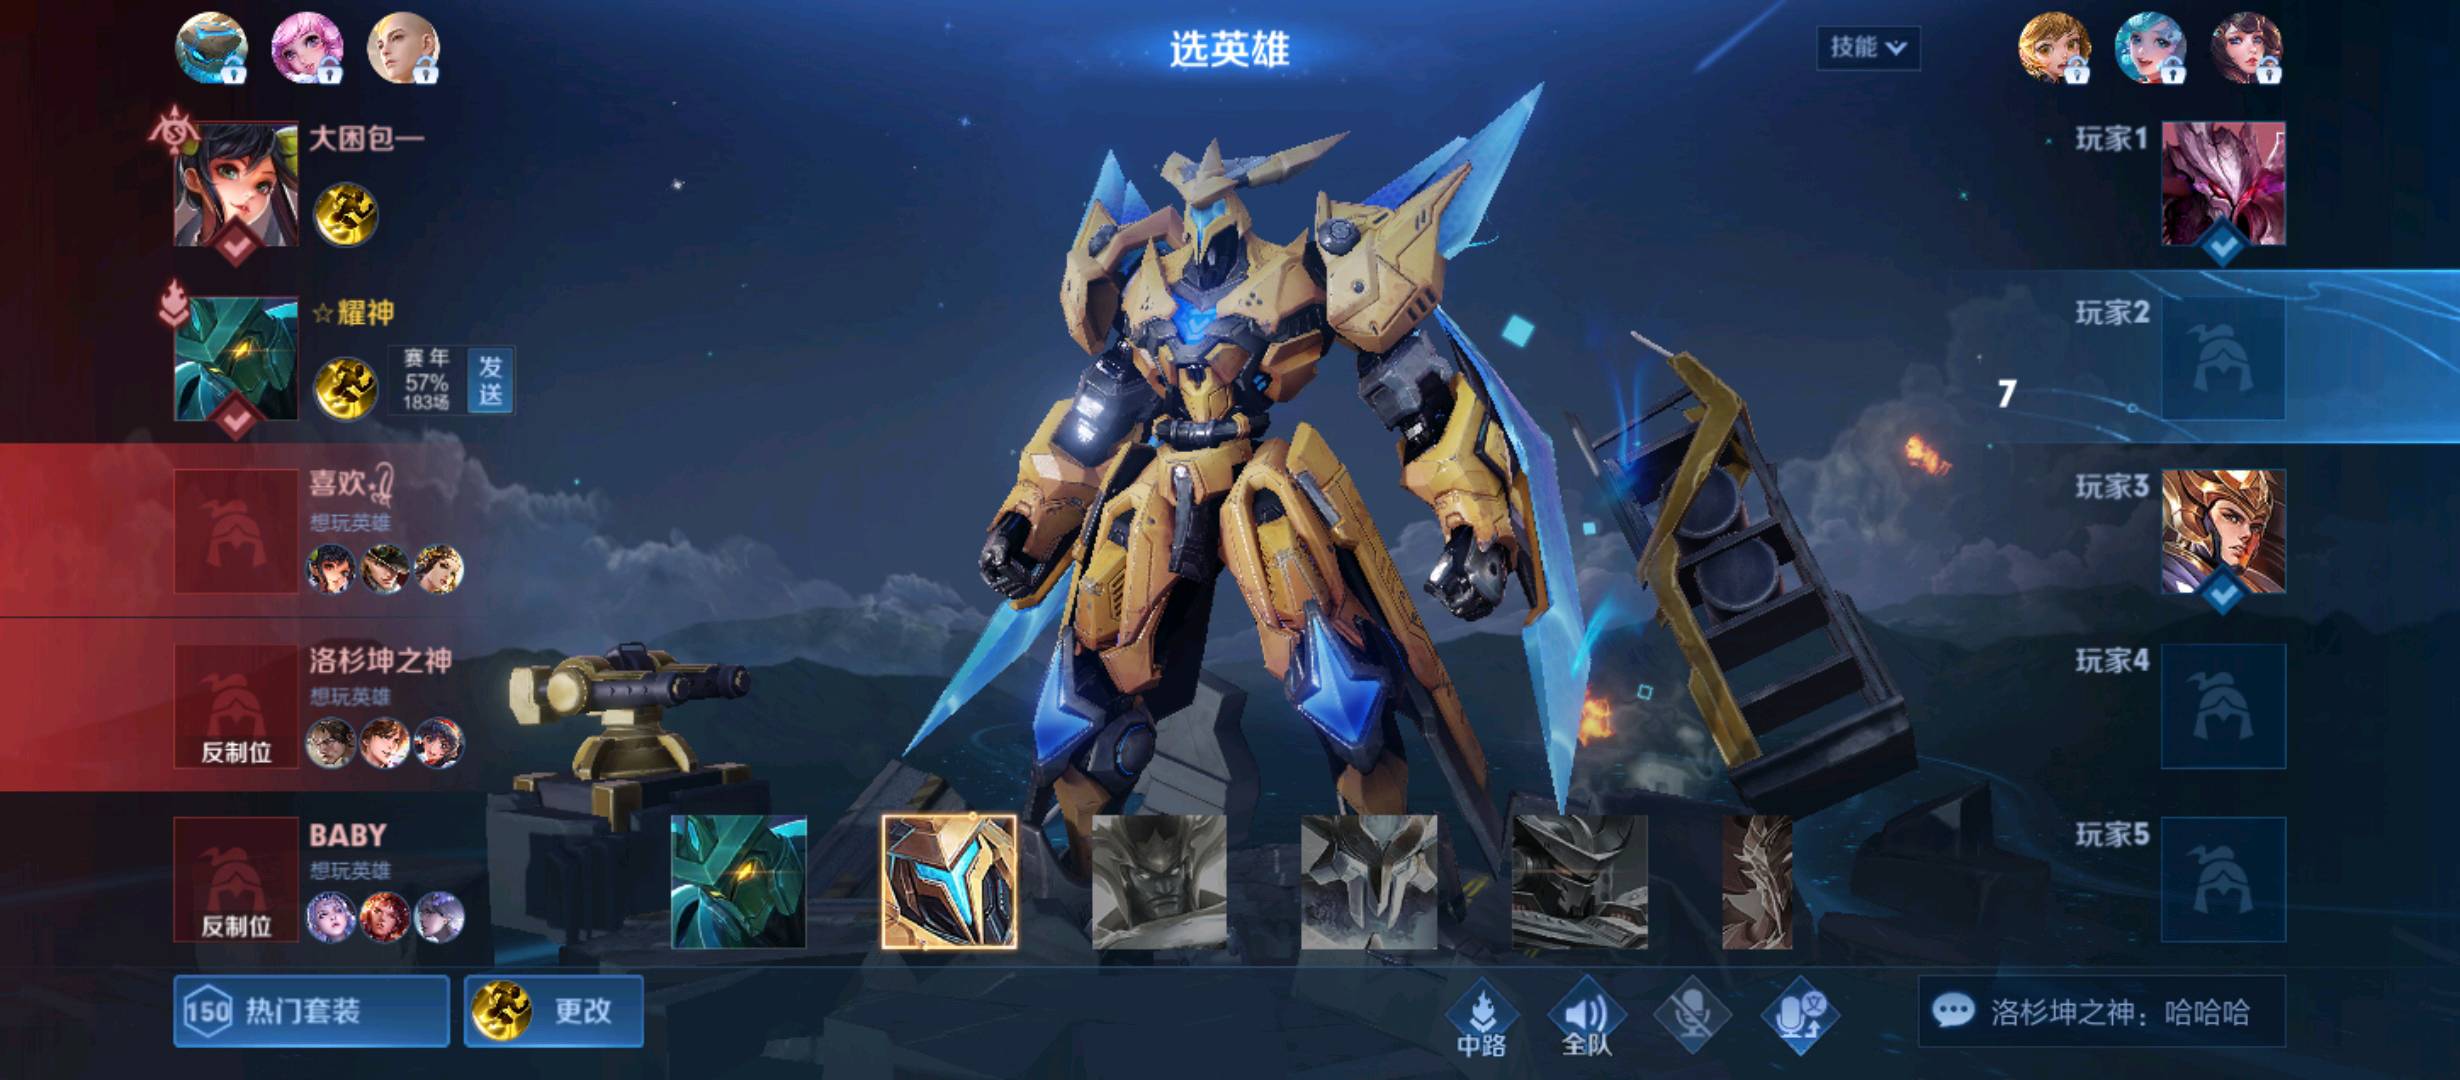 选英雄
技能
大困包一
☆耀神
赛年
57%
183场
发送
喜欢
想玩英雄
洛杉坤之神
想玩英雄
反制位
BABY
想玩英雄
反制位
玩家1
玩家2
7
玩家3
玩家4
玩家5
150 热门套装
更改
中路
全队
文
洛杉坤之神：哈哈哈